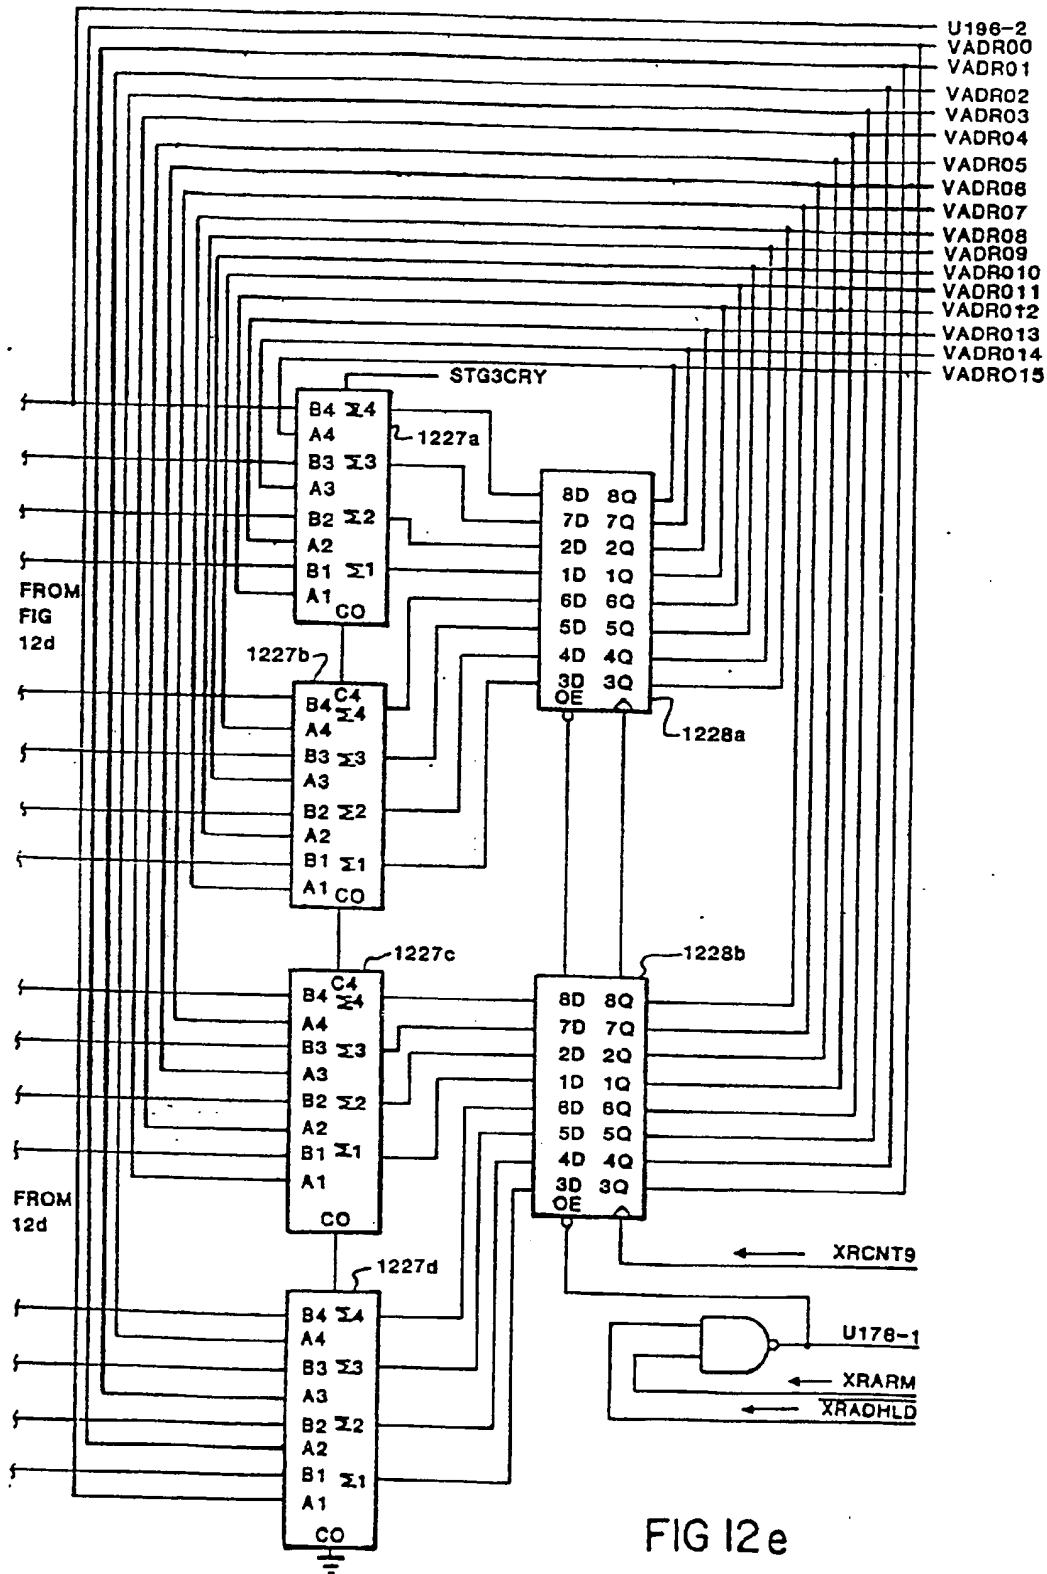 U196-2
VADR00
VADR01
VADR02
VADR03
VADR04
VADR05
VADR06
VADR07
VADR08
VADR09
VADR010
VADR011
VADR012
VADR013
VADR014
VADRO15
STG3CRY
B4 Σ4
A4
B3 Σ3
A3
B2 Σ2
A2
B1 Σ1
A1
CO
1227a
8D 8Q
7D 7Q
2D 2Q
1D 1Q
6D 6Q
5D 5Q
4D 4Q
3D 3Q
OE
1228a
FROM
FIG
12d
1227b
C4
B4 Σ4
A4
B3 Σ3
A3
B2 Σ2
A2
B1 Σ1
A1
CO
1227c
C4
B4 Σ4
A4
B3 Σ3
A3
B2 Σ2
A2
B1 Σ1
A1
CO
1228b
8D 8Q
7D 7Q
2D 2Q
1D 1Q
6D 6Q
5D 5Q
4D 4Q
3D 3Q
OE
FROM
12d
XRCNT9
1227d
B4 Σ4
A4
B3 Σ3
A3
B2 Σ2
A2
B1 Σ1
A1
CO
U178-1
XRARM
XRADHLD
FIG 12e